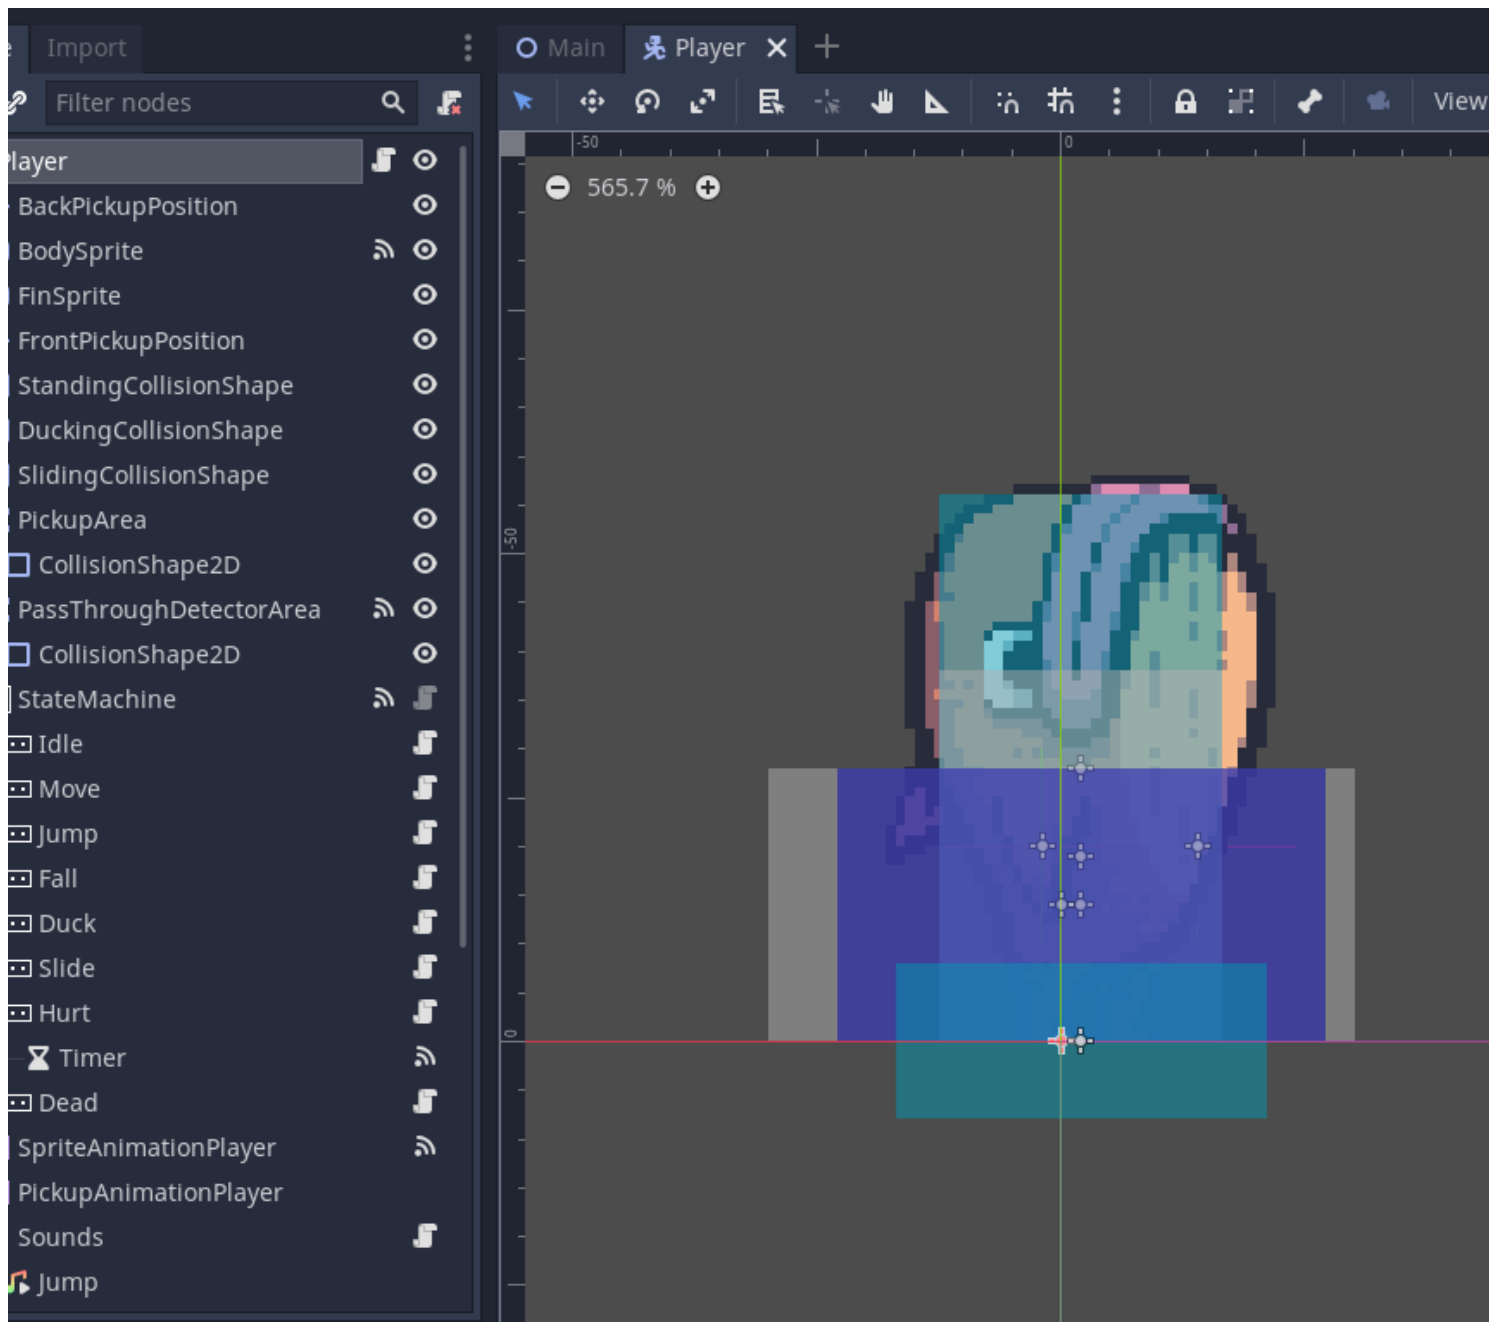 Import
Main
Player
Filter nodes
View
-50
0
565.7 %
Player
BackPickupPosition
BodySprite
FinSprite
FrontPickupPosition
StandingCollisionShape
DuckingCollisionShape
SlidingCollisionShape
PickupArea
CollisionShape2D
PassThroughDetectorArea
CollisionShape2D
StateMachine
Idle
Move
Jump
Fall
Duck
Slide
Hurt
Timer
Dead
SpriteAnimationPlayer
PickupAnimationPlayer
Sounds
Jump
-50
0